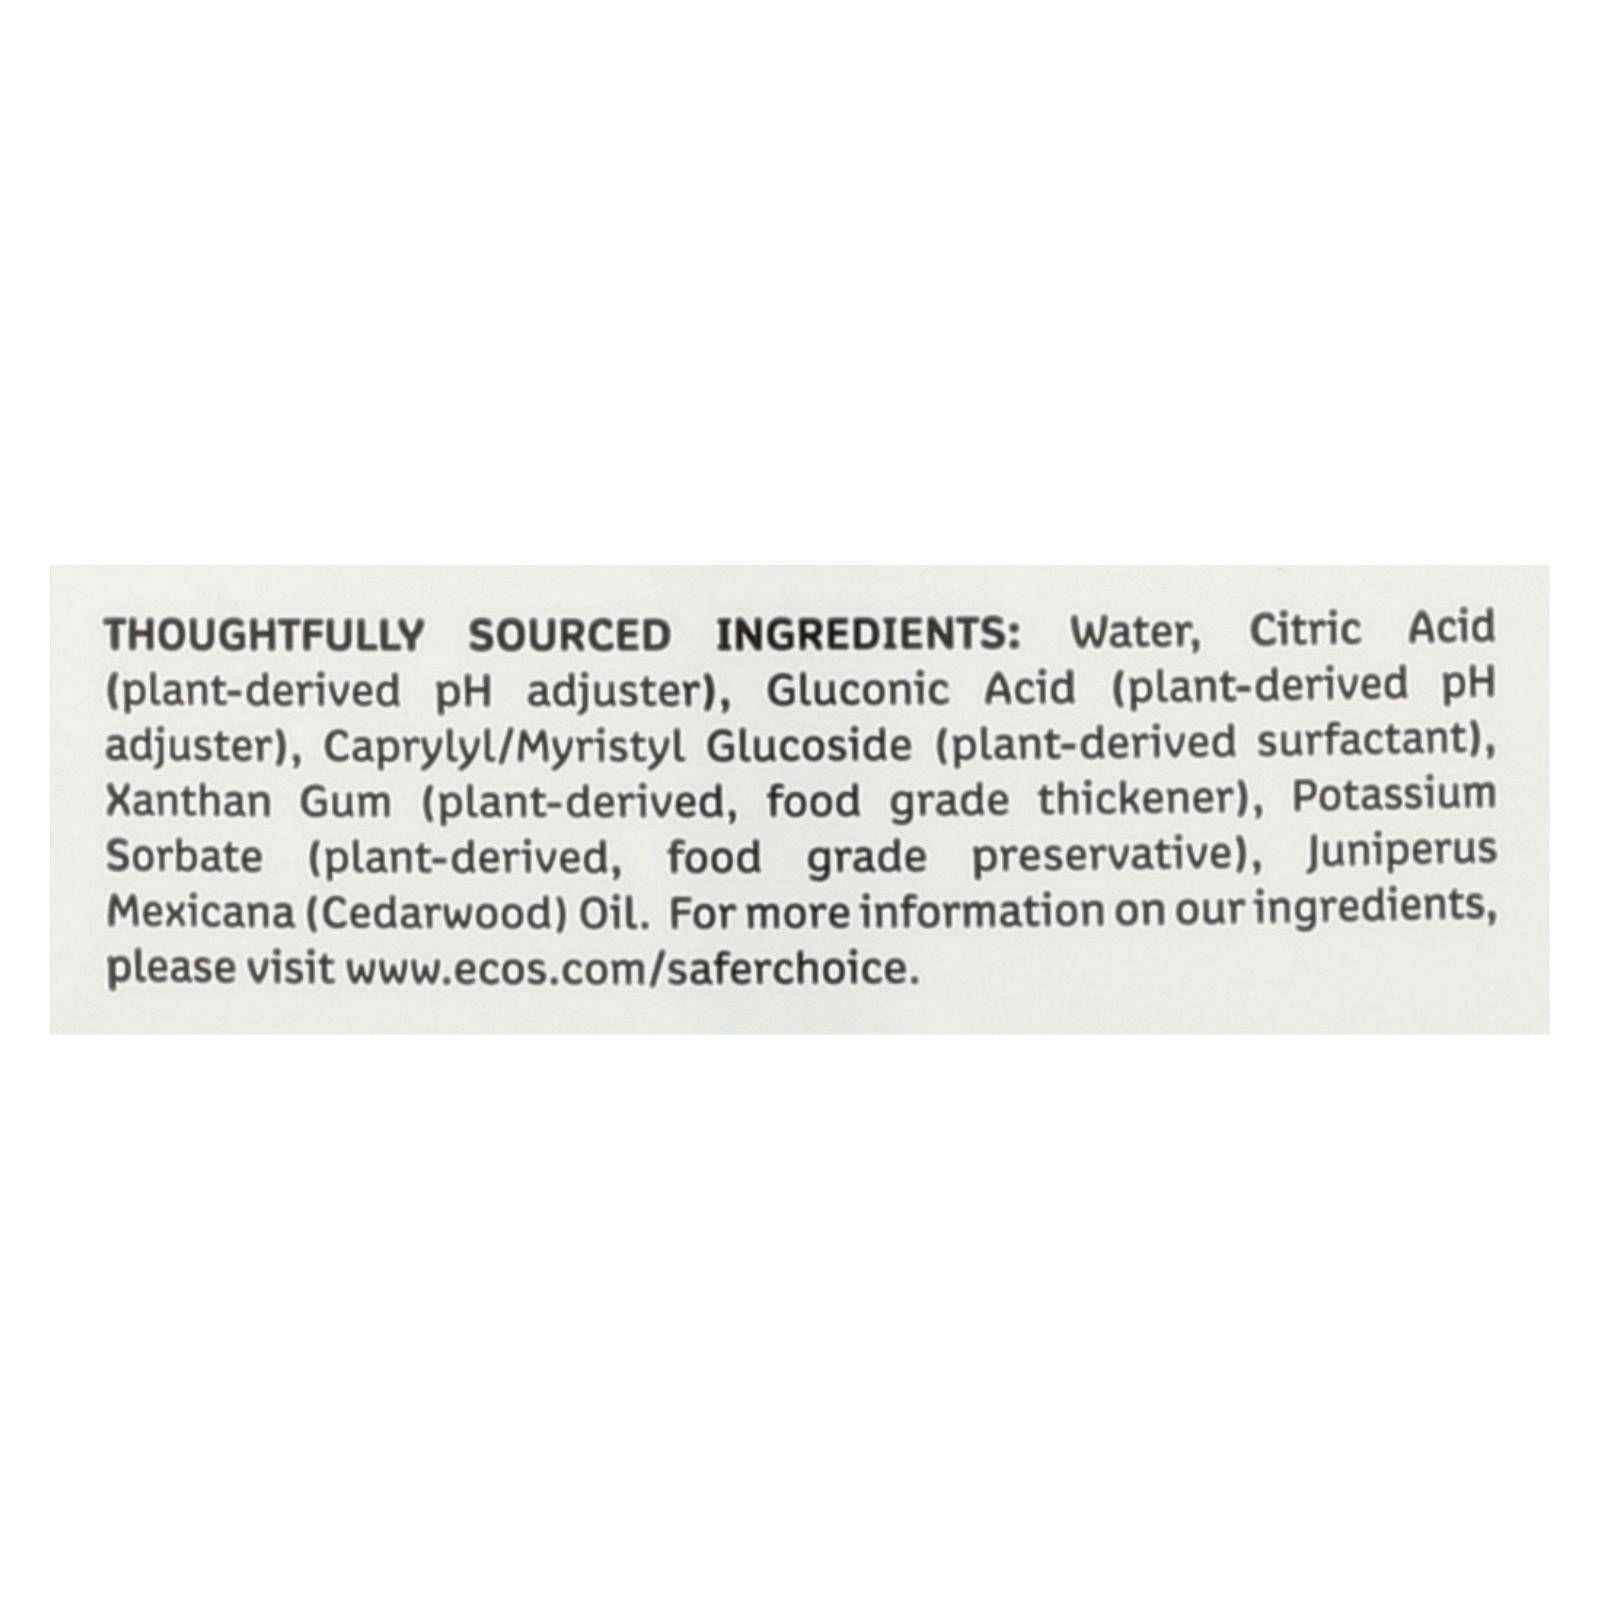 THOUGHTFULLY SOURCED INGREDIENTS: Water, Citric Acid
(plant-derived pH adjuster), Gluconic Acid (plant-derived pH
adjuster), Caprylyl/Myristyl Glucoside (plant-derived surfactant),
Xanthan Gum (plant-derived, food grade thickener), Potassium
Sorbate (plant-derived, food grade preservative), Juniperus
Mexicana (Cedarwood) Oil. For more information on our ingredients,
please visit www.ecos.com/saferchoice.